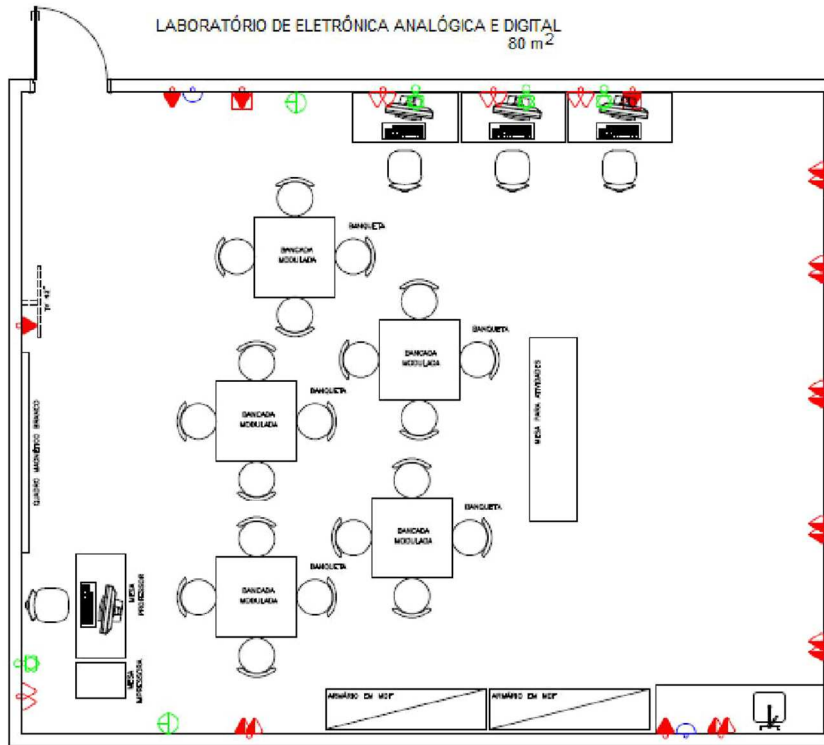 LABORATÓRIO DE ELETRÔNICA ANALÓGICA E DIGITAL
80 m²
BANQUETA
BANCADA
MODULADA
TV 42"
BANQUETA
BANCADA
MODULADA
BANQUETA
BANCADA
MODULADA
MESA PARA ATIVIDADES
QUADRO MAGNÉTICO BRANCO
BANQUETA
BANCADA
MODULADA
BANQUETA
BANCADA
MODULADA
MESA
PROFESSOR
MESA
IMPRESSORA
ARMÁRIO EM MDF
ARMÁRIO EM MDF